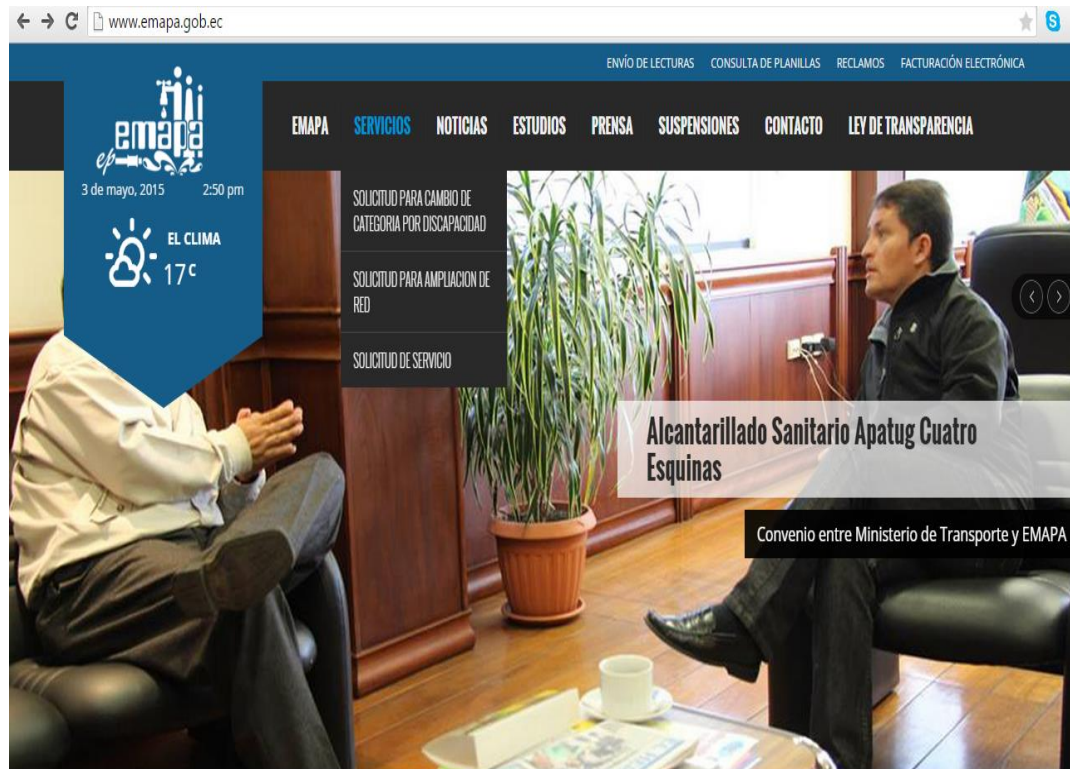 www.emapa.gob.ec
ENVÍO DE LECTURAS CONSULTA DE PLANILLAS RECLAMOS FACTURACIÓN ELECTRÓNICA
emapa
ep
EMAPA SERVICIOS NOTICIAS ESTUDIOS PRENSA SUSPENSIONES CONTACTO LEY DE TRANSPARENCIA
3 de mayo, 2015 2:50 pm
EL CLIMA
17 c
SOLICITUD PARA CAMBIO DE
CATEGORIA POR DISCAPACIDAD
SOLICITUD PARA AMPLIACION DE
RED
SOLICITUD DE SERVICIO
Alcantarillado Sanitario Apatug Cuatro
Esquinas
Convenio entre Ministerio de Transporte y EMAPA